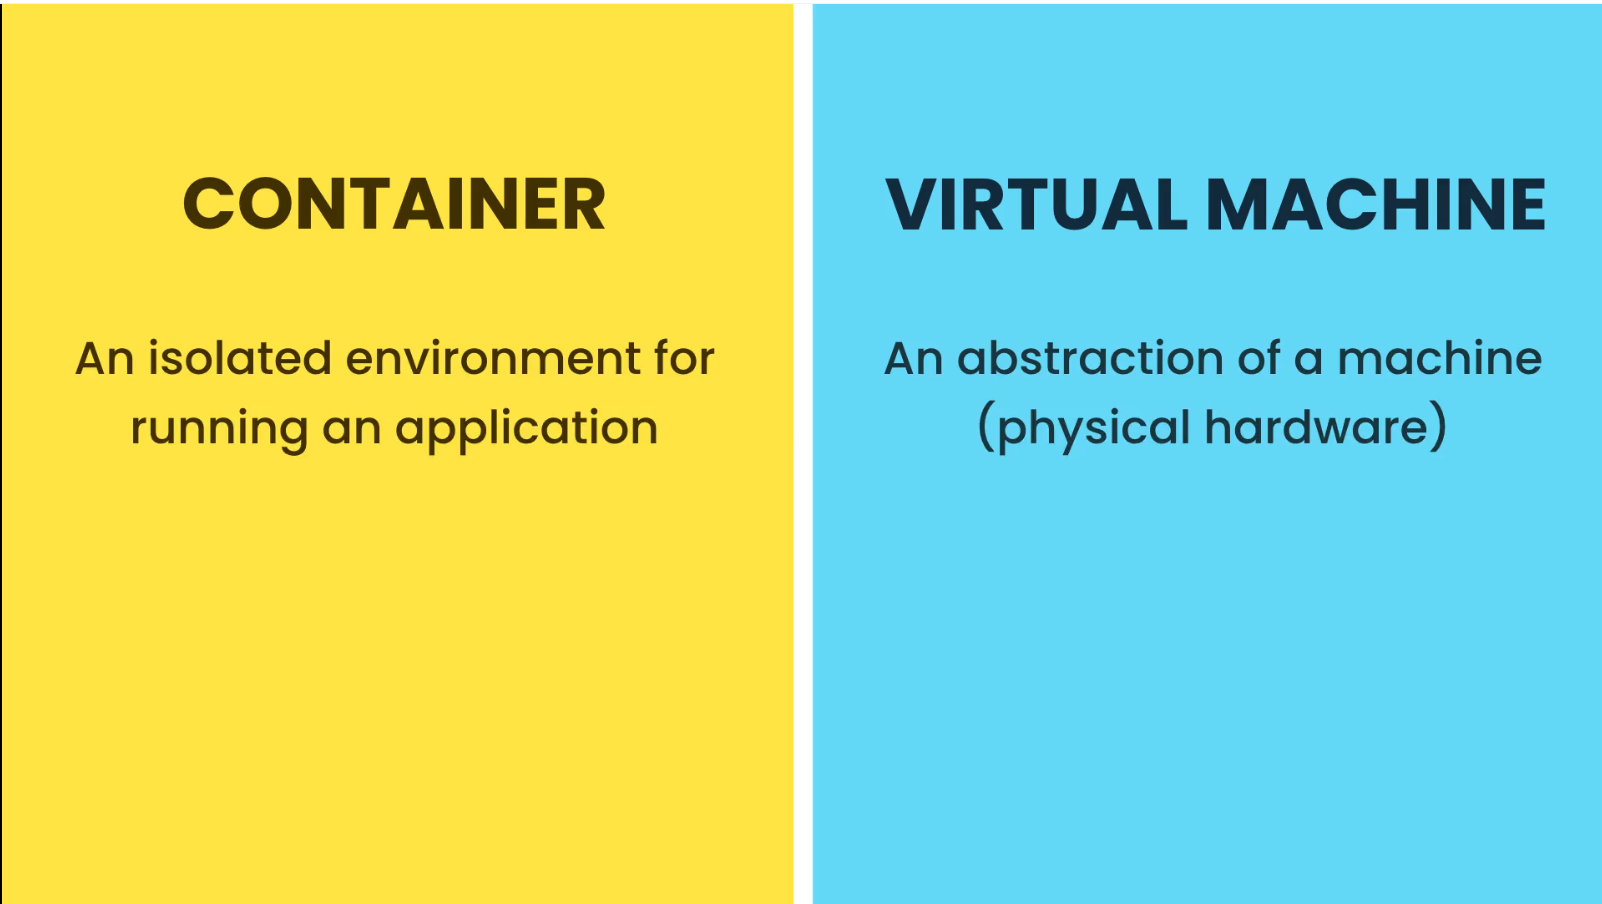 CONTAINER
An isolated environment for
running an application
VIRTUAL MACHINE
An abstraction of a machine
(physical hardware)